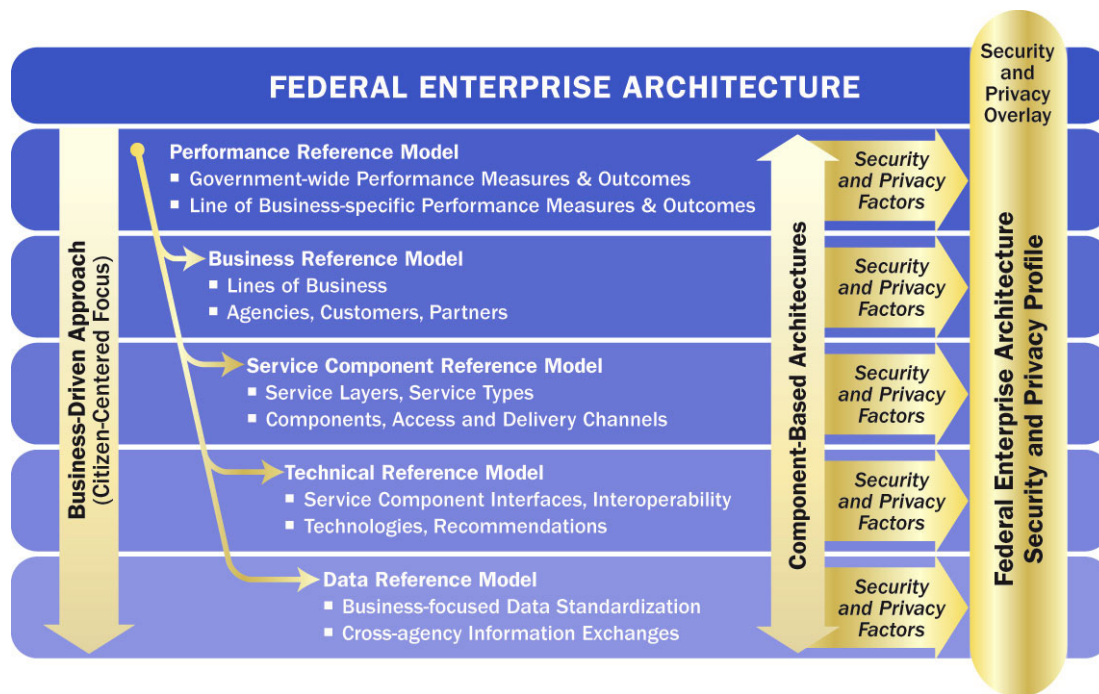 FEDERAL ENTERPRISE ARCHITECTURE
Security
and
Privacy
Overlay
Business-Driven Approach
(Citizen-Centered Focus)
Performance Reference Model
■ Government-wide Performance Measures & Outcomes
■ Line of Business-specific Performance Measures & Outcomes
Business Reference Model
■ Lines of Business
■ Agencies, Customers, Partners
Service Component Reference Model
■ Service Layers, Service Types
■ Components, Access and Delivery Channels
Technical Reference Model
■ Service Component Interfaces, Interoperability
■ Technologies, Recommendations
Data Reference Model
■ Business-focused Data Standardization
■ Cross-agency Information Exchanges
Component-Based Architectures
Security
and Privacy
Factors
Security
and Privacy
Factors
Security
and Privacy
Factors
Security
and Privacy
Factors
Security
and Privacy
Factors
Federal Enterprise Architecture
Security and Privacy Profile